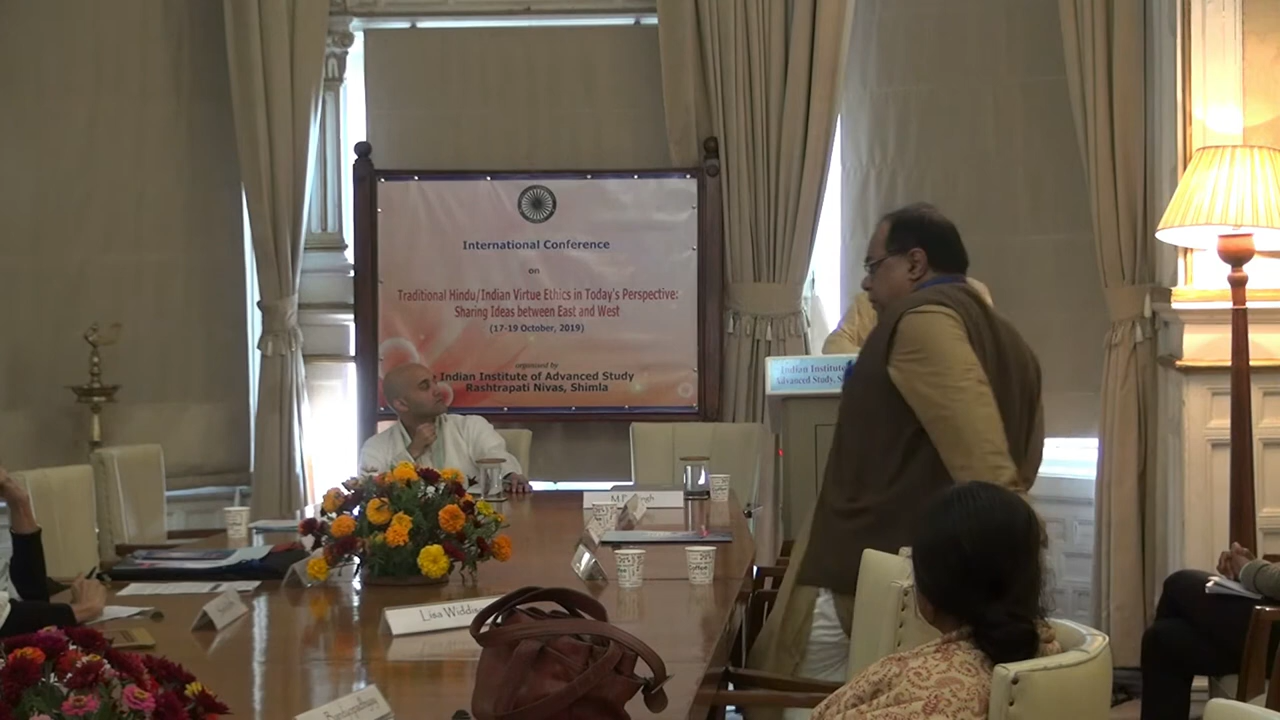 International Conference
on
Traditional Hindu/Indian Virtue Ethics in Today's Perspective:
Sharing Ideas between East and West
(17-19 October, 2019)
organised by
Indian Institute of Advanced Study
Rashtrapati Nivas, Shimla
Indian Institute
Advanced Study, S
Lisa Widdis